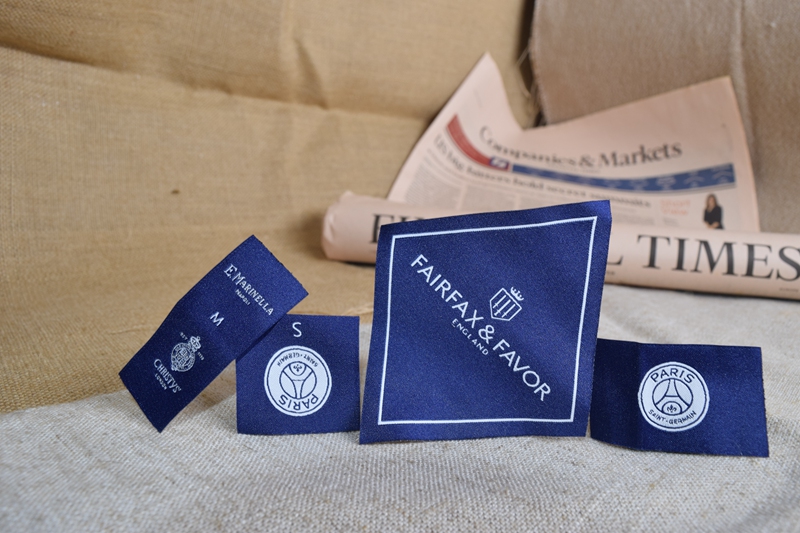 Companies & Markets
TIMES
E. MARINELLA
NAPOLI
M
CHRISTYS'
LONDON
S
PARIS
SAINT-GERMAIN
FAIRFAX & FAVOR
ENGLAND
PARIS
SAINT-GERMAIN